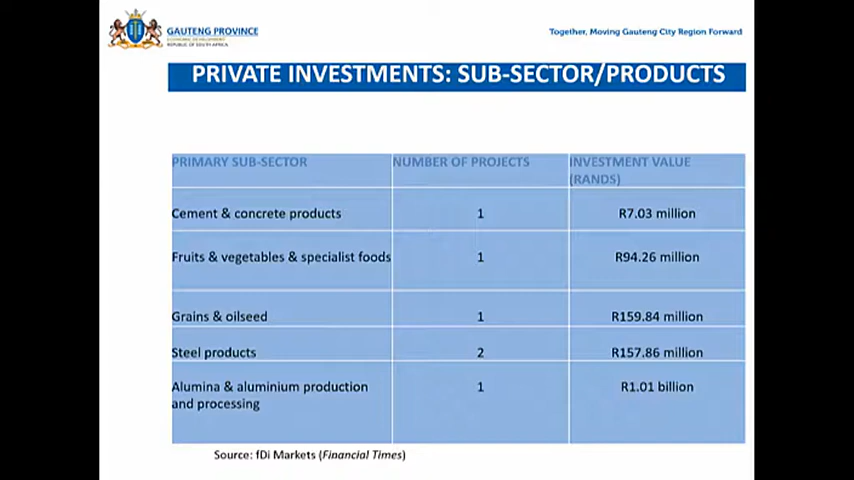 GAUTENG PROVINCE
REPUBLIC OF SOUTH AFRICA
Together, Moving Gauteng City Region Forward
PRIVATE INVESTMENTS: SUB-SECTOR/PRODUCTS
PRIMARY SUB-SECTOR NUMBER OF PROJECTS INVESTMENT VALUE
(RANDS)
Cement & concrete products 1 R7.03 million
Fruits & vegetables & specialist foods 1 R94.26 million
Grains & oilseed 1 R159.84 million
Steel products 2 R157.86 million
Alumina & aluminium production 1 R1.01 billion
and processing
Source: fDi Markets (Financial Times)